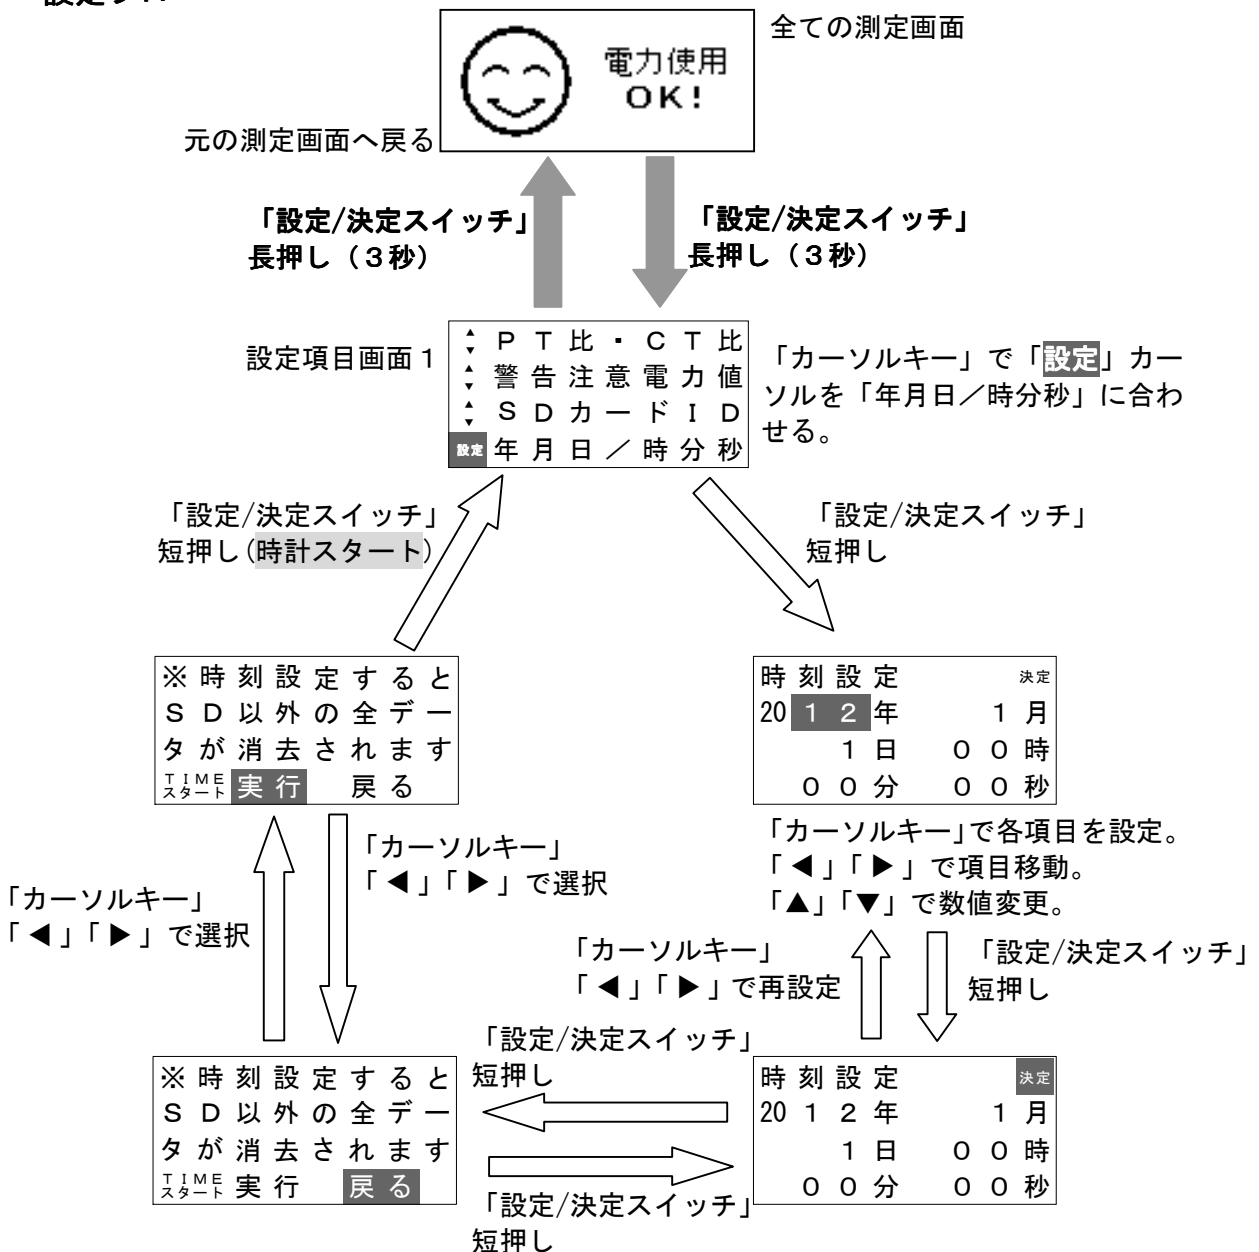 全ての測定画面
電力使用
OK!
元の測定画面へ戻る
「設定/決定スイッチ」
長押し（３秒）
「設定/決定スイッチ」
長押し（３秒）
設定項目画面１
ＰＴ比・ＣＴ比
警告注意電力値
ＳＤカードＩＤ
設定 年月日／時分秒
「カーソルキー」で「設定」カー
ソルを「年月日／時分秒」に合わ
せる。
「設定/決定スイッチ」
短押し(時計スタート)
「設定/決定スイッチ」
短押し
※時刻設定すると
ＳＤ以外の全デー
タが消去されます
TIME
スタート 実行 戻る
時刻設定 決定
20１２年 １月
１日 ００時
００分 ００秒
「カーソルキー」
「◀」「▶」で選択
「カーソルキー」
「◀」「▶」で選択
「カーソルキー」で各項目を設定。
「◀」「▶」で項目移動。
「▲」「▼」で数値変更。
「カーソルキー」
「◀」「▶」で再設定
「設定/決定スイッチ」
短押し
「設定/決定スイッチ」
短押し
※時刻設定すると
ＳＤ以外の全デー
タが消去されます
TIME
スタート 実行 戻る
時刻設定 決定
20１２年 １月
１日 ００時
００分 ００秒
「設定/決定スイッチ」
短押し